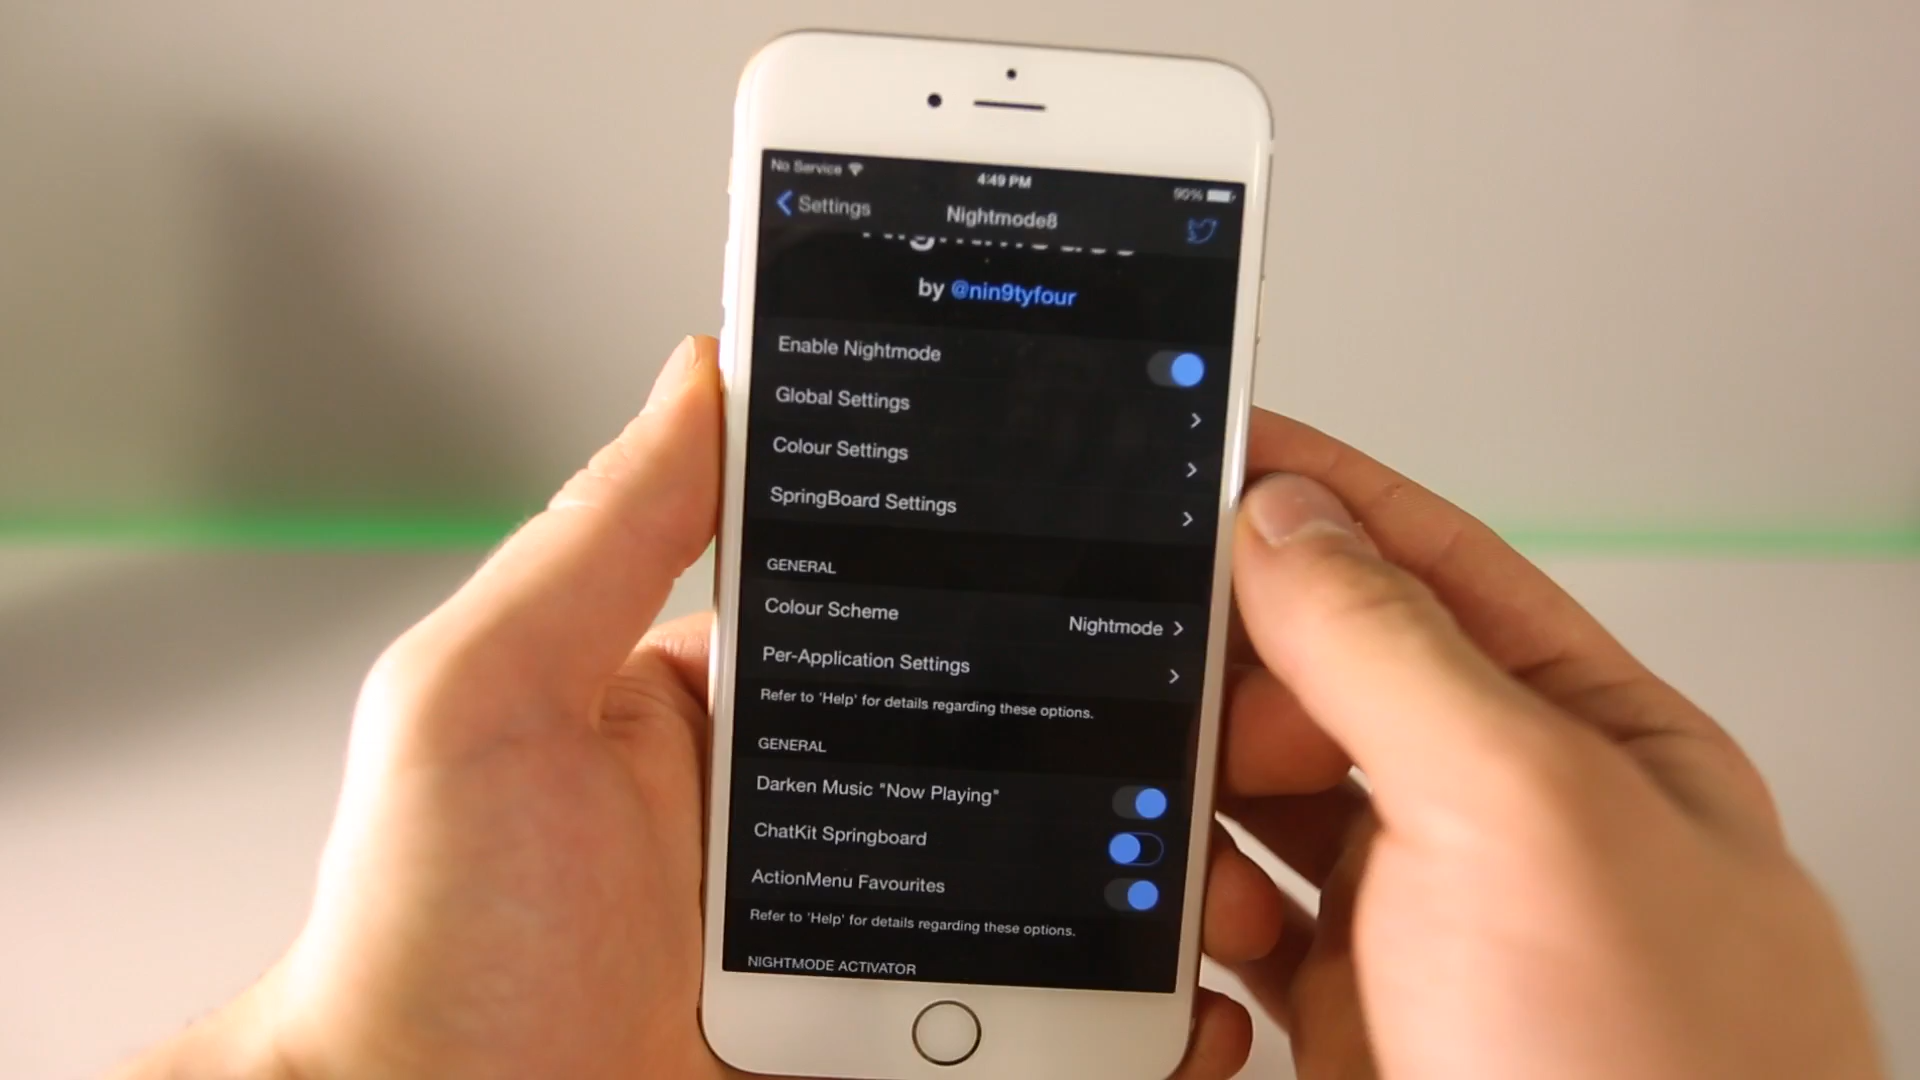 No Service
4:49 PM
90%
Settings
Nightmode8
by @nin9tyfour
Enable Nightmode
Global Settings
Colour Settings
SpringBoard Settings
GENERAL
Colour Scheme
Nightmode
Per-Application Settings
Refer to 'Help' for details regarding these options.
GENERAL
Darken Music "Now Playing"
ChatKit Springboard
ActionMenu Favourites
Refer to 'Help' for details regarding these options.
NIGHTMODE ACTIVATOR